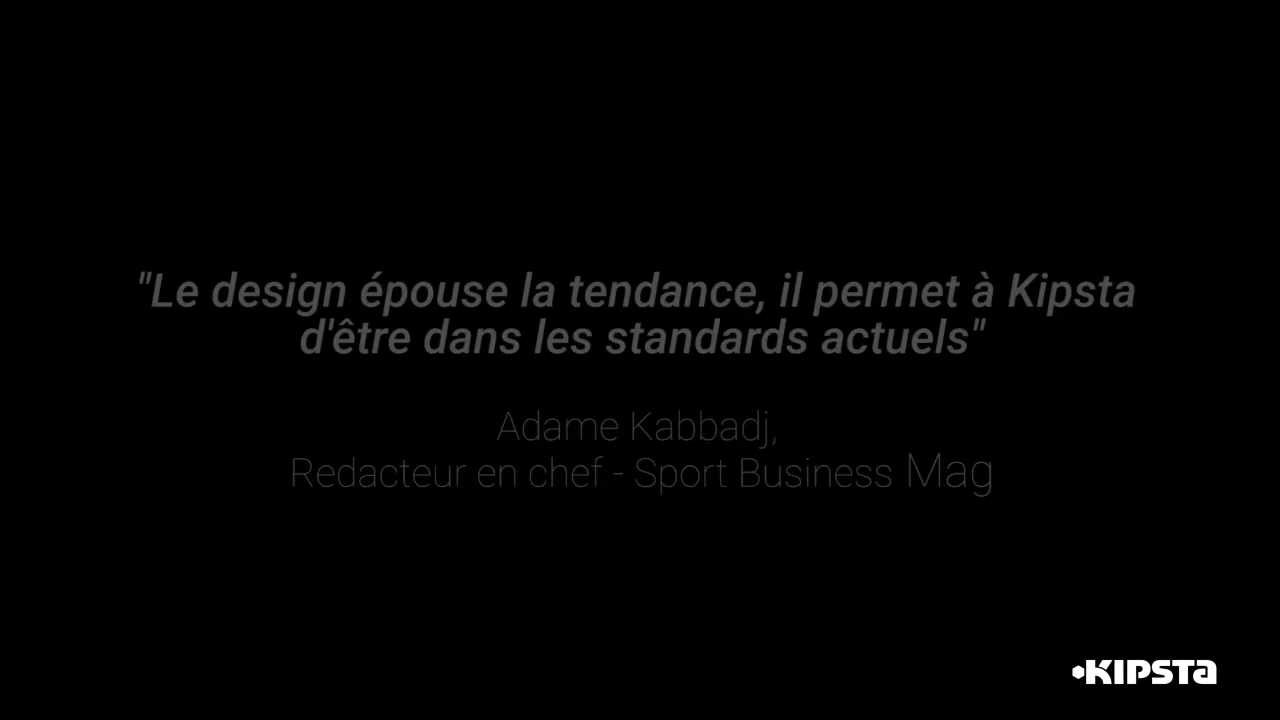 "Le design épouse la tendance, il permet à Kipsta
d'être dans les standards actuels"
Adame Kabbadj,
Redacteur en chef - Sport Business Mag
KIPSTA